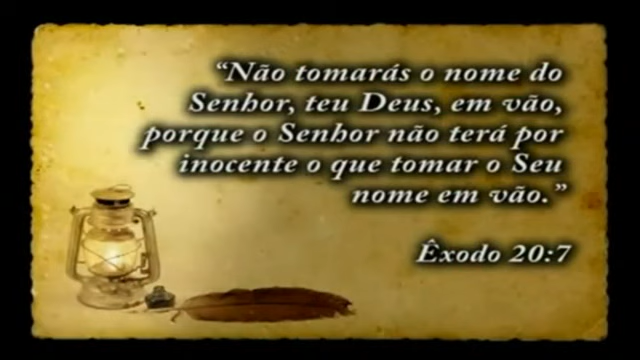 “Não tomarás o nome do
Senhor, teu Deus, em vão,
porque o Senhor não terá por
inocente o que tomar o Seu
nome em vão.”
Êxodo 20:7